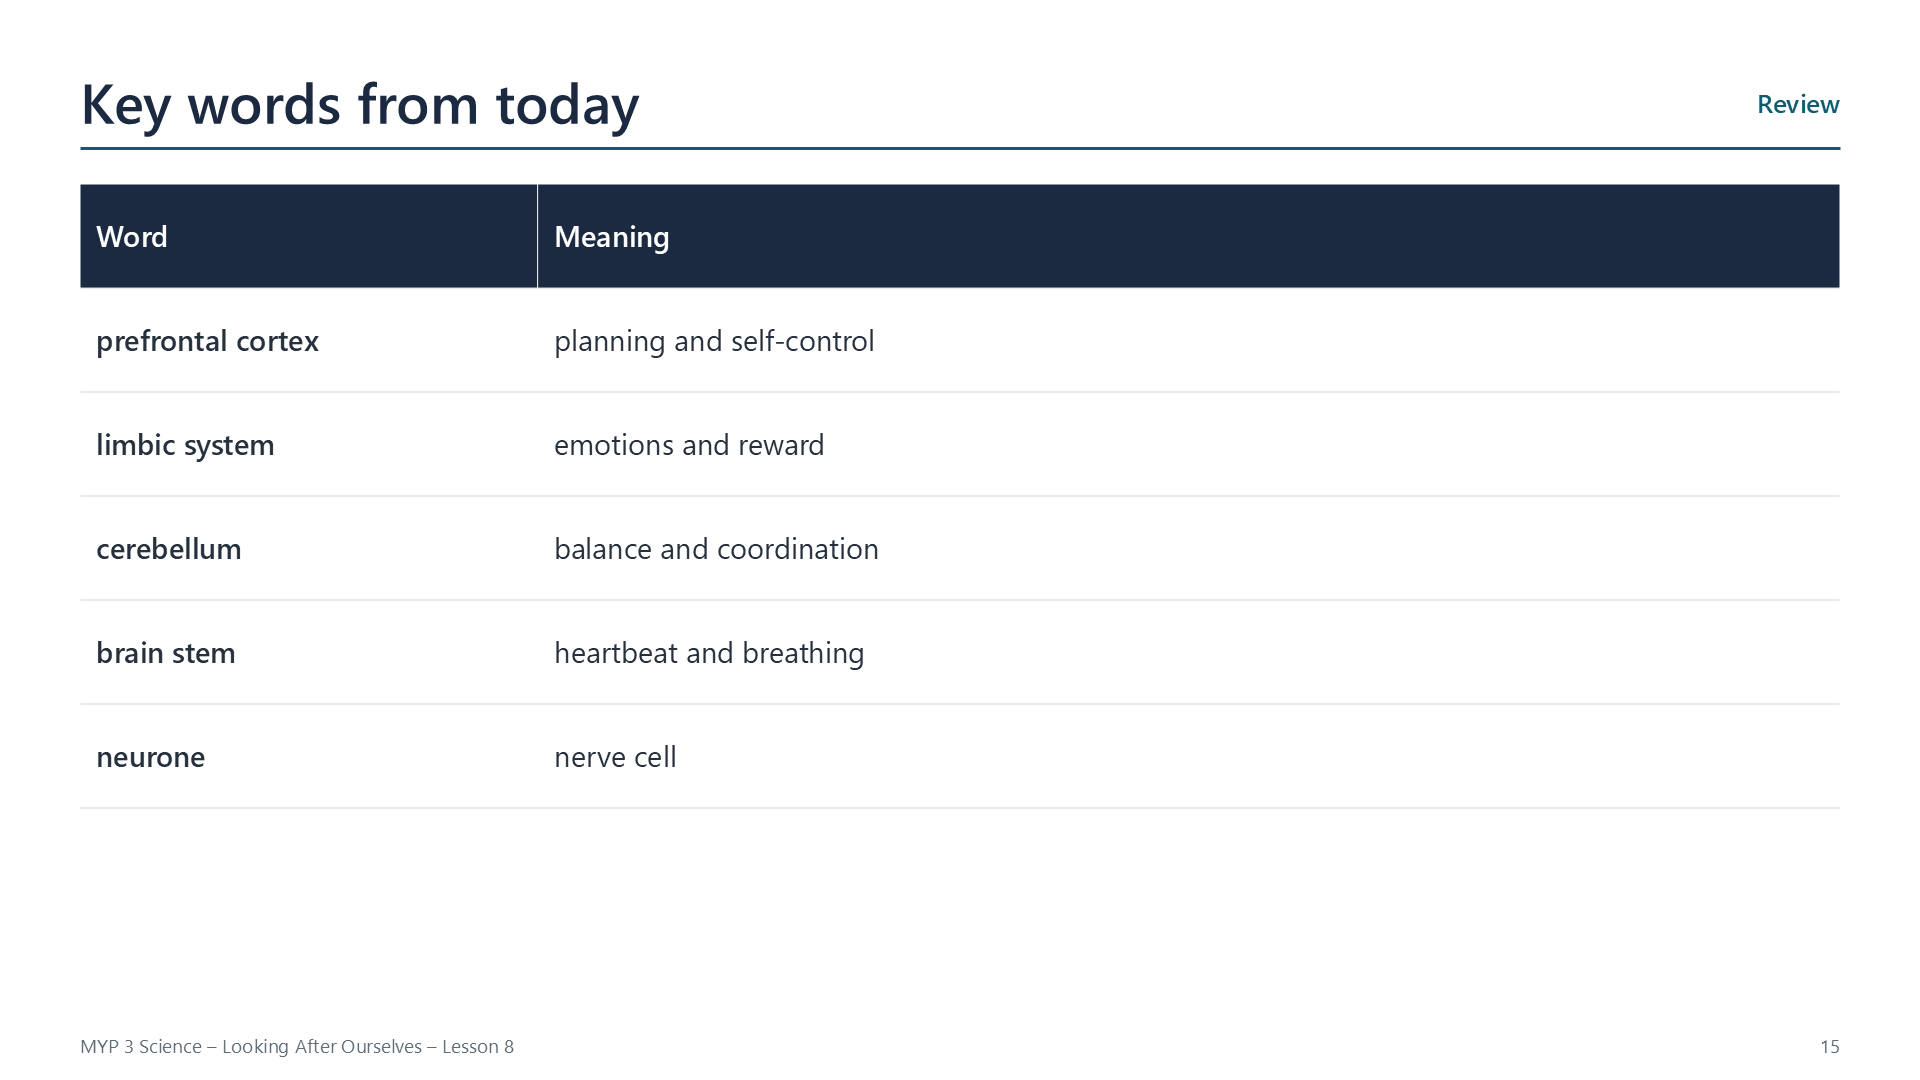 Key words from today
Review
Word Meaning
prefrontal cortex planning and self-control
limbic system emotions and reward
cerebellum balance and coordination
brain stem heartbeat and breathing
neurone nerve cell
MYP 3 Science – Looking After Ourselves – Lesson 8
15